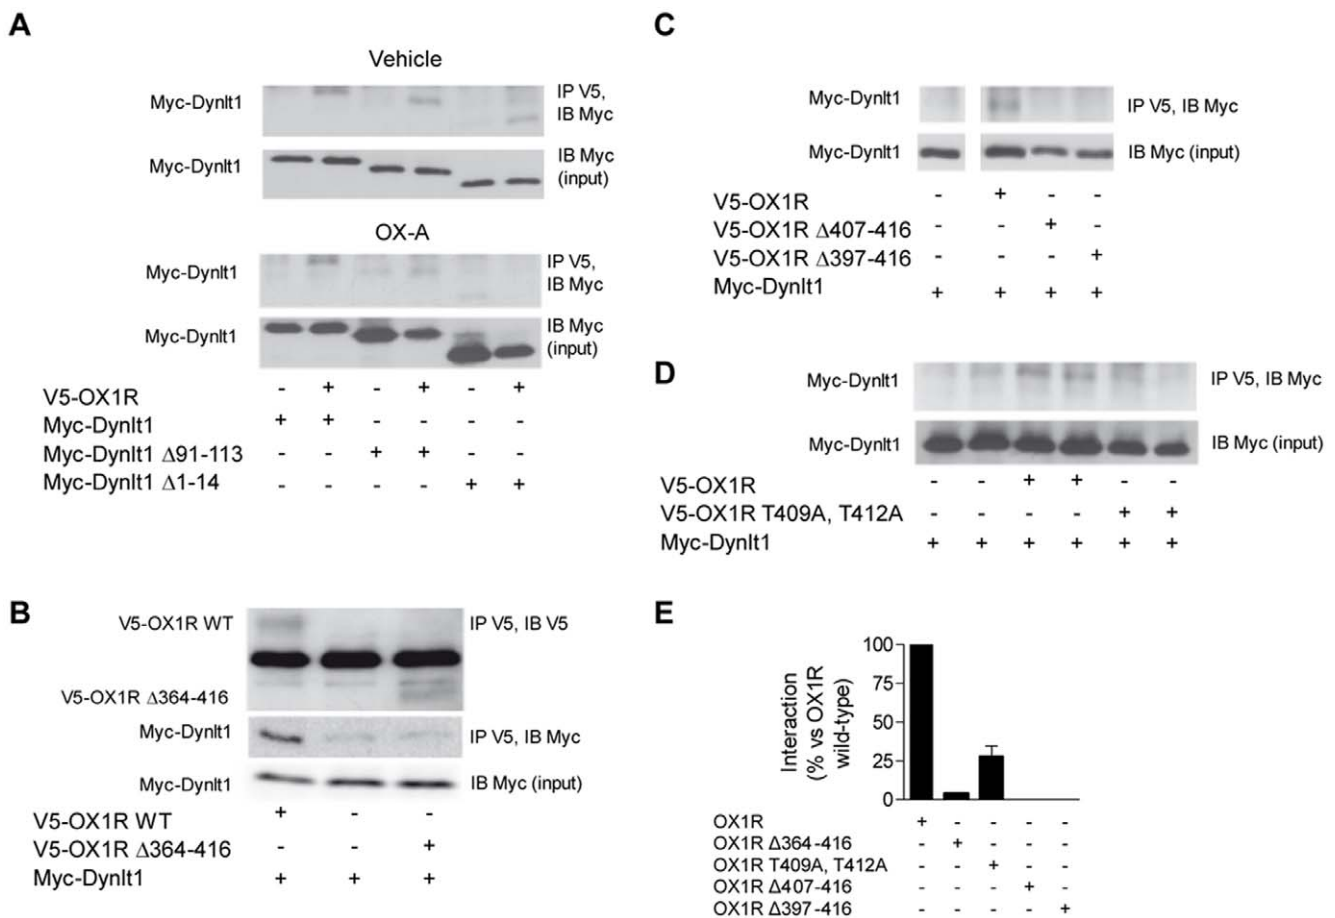 A
Vehicle
Myc-Dynlt1
IP V5,
IB Myc
Myc-Dynlt1
IB Myc
(input)
OX-A
Myc-Dynlt1
IP V5,
IB Myc
Myc-Dynlt1
IB Myc
(input)
V5-OX1R - + - + - +
Myc-Dynlt1 + + - - - -
Myc-Dynlt1 Δ91-113 - - + + - -
Myc-Dynlt1 Δ1-14 - - - - + +
B
V5-OX1R WT
IP V5, IB V5
V5-OX1R Δ364-416
Myc-Dynlt1
IP V5, IB Myc
Myc-Dynlt1
IB Myc (input)
V5-OX1R WT + - -
V5-OX1R Δ364-416 - - +
Myc-Dynlt1 + + +
C
Myc-Dynlt1
IP V5, IB Myc
Myc-Dynlt1
IB Myc (input)
V5-OX1R - + - -
V5-OX1R Δ407-416 - - + -
V5-OX1R Δ397-416 - - - +
Myc-Dynlt1 + + + +
D
Myc-Dynlt1
IP V5, IB Myc
Myc-Dynlt1
IB Myc (input)
V5-OX1R - - + + - -
V5-OX1R T409A, T412A - - - - + +
Myc-Dynlt1 + + + + + +
E
Interaction
(% vs OX1R
wild-type)
100
75
50
25
0
OX1R + - - - -
OX1R Δ364-416 - + - - -
OX1R T409A, T412A - - + - -
OX1R Δ407-416 - - - + -
OX1R Δ397-416 - - - - +